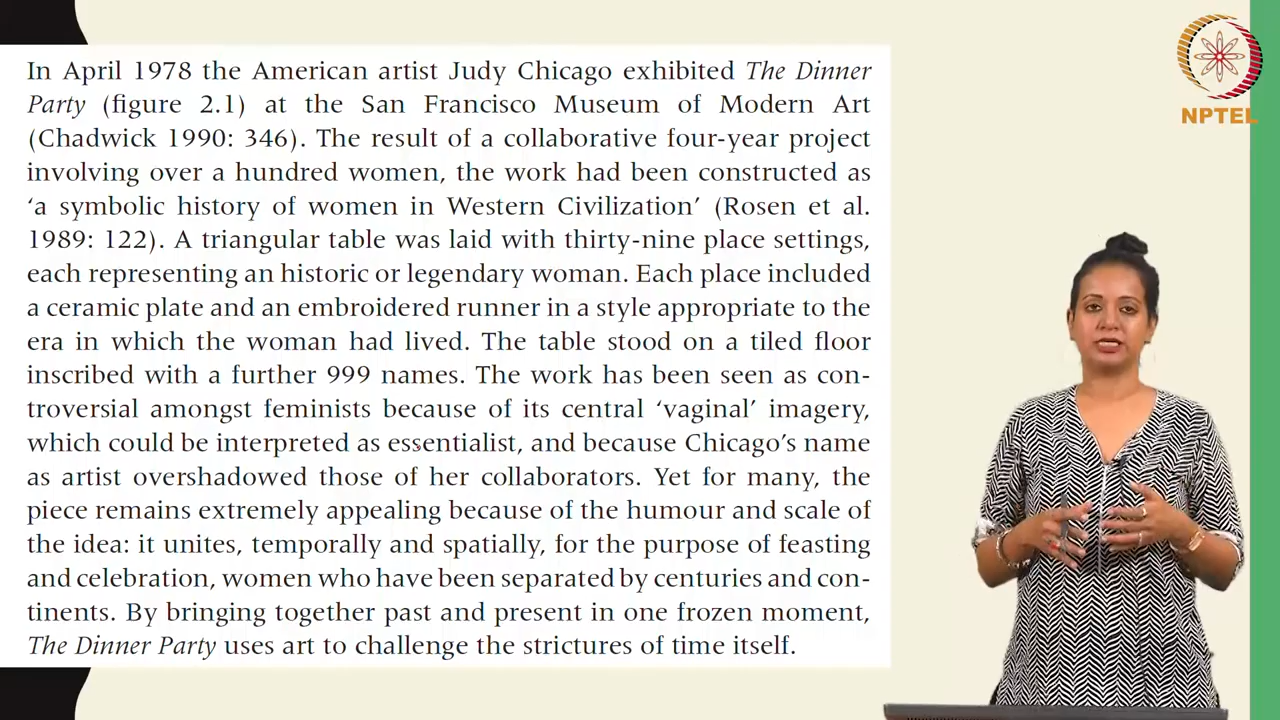 In April 1978 the American artist Judy Chicago exhibited The Dinner
Party (figure 2.1) at the San Francisco Museum of Modern Art
(Chadwick 1990: 346). The result of a collaborative four-year project
involving over a hundred women, the work had been constructed as
‘a symbolic history of women in Western Civilization’ (Rosen et al.
1989: 122). A triangular table was laid with thirty-nine place settings,
each representing an historic or legendary woman. Each place included
a ceramic plate and an embroidered runner in a style appropriate to the
era in which the woman had lived. The table stood on a tiled floor
inscribed with a further 999 names. The work has been seen as con-
troversial amongst feminists because of its central ‘vaginal’ imagery,
which could be interpreted as essentialist, and because Chicago’s name
as artist overshadowed those of her collaborators. Yet for many, the
piece remains extremely appealing because of the humour and scale of
the idea: it unites, temporally and spatially, for the purpose of feasting
and celebration, women who have been separated by centuries and con-
tinents. By bringing together past and present in one frozen moment,
The Dinner Party uses art to challenge the strictures of time itself.
NPTEL